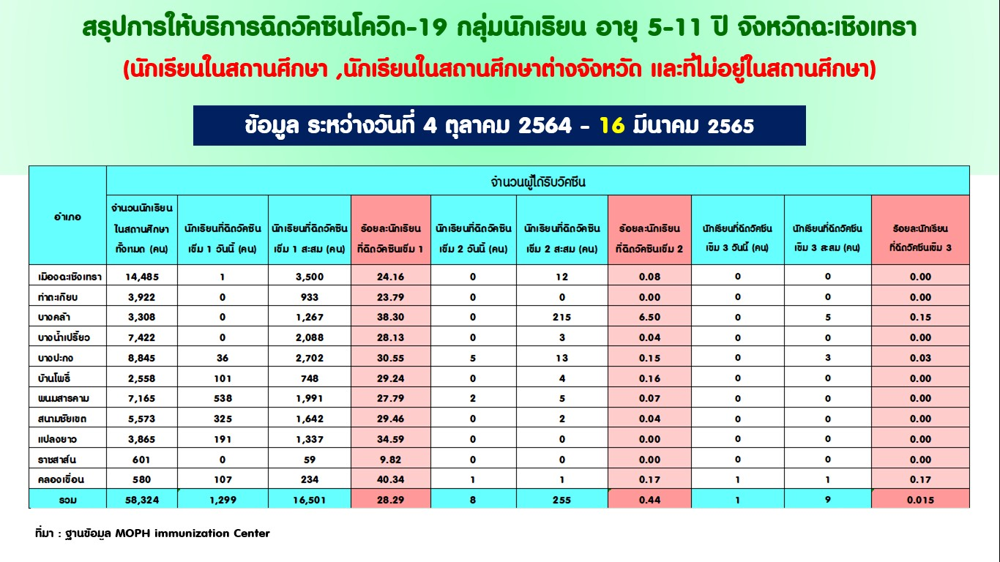 สรุปการให้บริการฉีดวัคซีนโควิด-19 กลุ่มนักเรียน อายุ 5-11 ปี จังหวัดฉะเชิงเทรา
(นักเรียนในสถานศึกษา ,นักเรียนในสถานศึกษาต่างจังหวัด และที่ไม่อยู่ในสถานศึกษา)
ข้อมูล ระหว่างวันที่ 4 ตุลาคม 2564 - 16 มีนาคม 2565
อำเภอ จำนวนผู้ได้รับวัคซีน
จำนวนนักเรียน
ในสถานศึกษา
ทั้งหมด (คน)
นักเรียนที่ฉีดวัคซีน
เข็ม 1 วันนี้ (คน)
นักเรียนที่ฉีดวัคซีน
เข็ม 1 สะสม (คน)
ร้อยละนักเรียน
ที่ฉีดวัคซีนเข็ม 1
นักเรียนที่ฉีดวัคซีน
เข็ม 2 วันนี้ (คน)
นักเรียนที่ฉีดวัคซีน
เข็ม 2 สะสม (คน)
ร้อยละนักเรียน
ที่ฉีดวัคซีนเข็ม 2
นักเรียนที่ฉีดวัคซีน
เข็ม 3 วันนี้ (คน)
นักเรียนที่ฉีดวัคซีน
เข็ม 3 สะสม (คน)
ร้อยละนักเรียน
ที่ฉีดวัคซีนเข็ม 3
เมืองฉะเชิงเทรา 14,485 1 3,500 24.16 0 12 0.08 0 0 0.00
ท่าตะเกียบ 3,922 0 933 23.79 0 0 0.00 0 0 0.00
บางคล้า 3,308 0 1,267 38.30 0 215 6.50 0 5 0.15
บางน้ำเปรี้ยว 7,422 0 2,088 28.13 0 3 0.04 0 0 0.00
บางปะกง 8,845 36 2,702 30.55 5 13 0.15 0 3 0.03
บ้านโพธิ์ 2,558 101 748 29.24 0 4 0.16 0 0 0.00
พนมสารคาม 7,165 538 1,991 27.79 2 5 0.07 0 0 0.00
สนามชัยเขต 5,573 325 1,642 29.46 0 2 0.04 0 0 0.00
แปลงยาว 3,865 191 1,337 34.59 0 0 0.00 0 0 0.00
ราชสาส์น 601 0 59 9.82 0 0 0.00 0 0 0.00
คลองเขื่อน 580 107 234 40.34 1 1 0.17 1 1 0.17
รวม 58,324 1,299 16,501 28.29 8 255 0.44 1 9 0.015
ที่มา : ฐานข้อมูล MOPH immunization Center